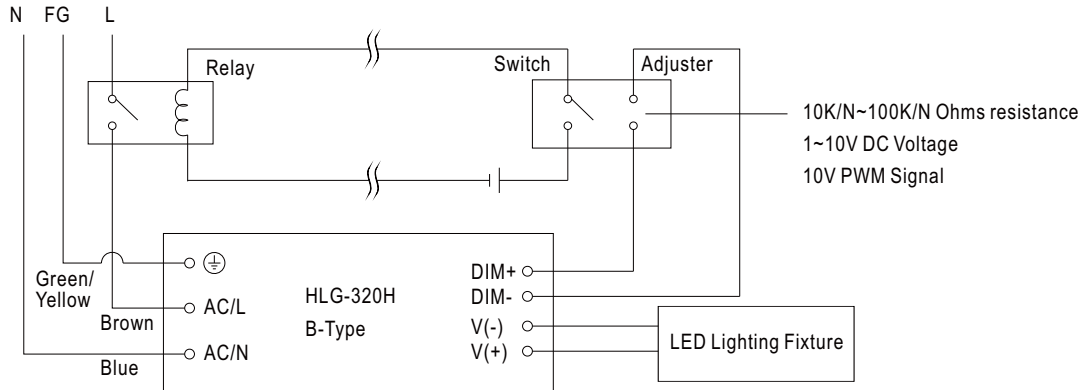 N FG L
Relay
Switch
Adjuster
10K/N~100K/N Ohms resistance
1~10V DC Voltage
10V PWM Signal
Green/
Yellow
Brown
Blue
AC/L
AC/N
HLG-320H
B-Type
DIM+
DIM-
V(-)
V(+)
LED Lighting Fixture